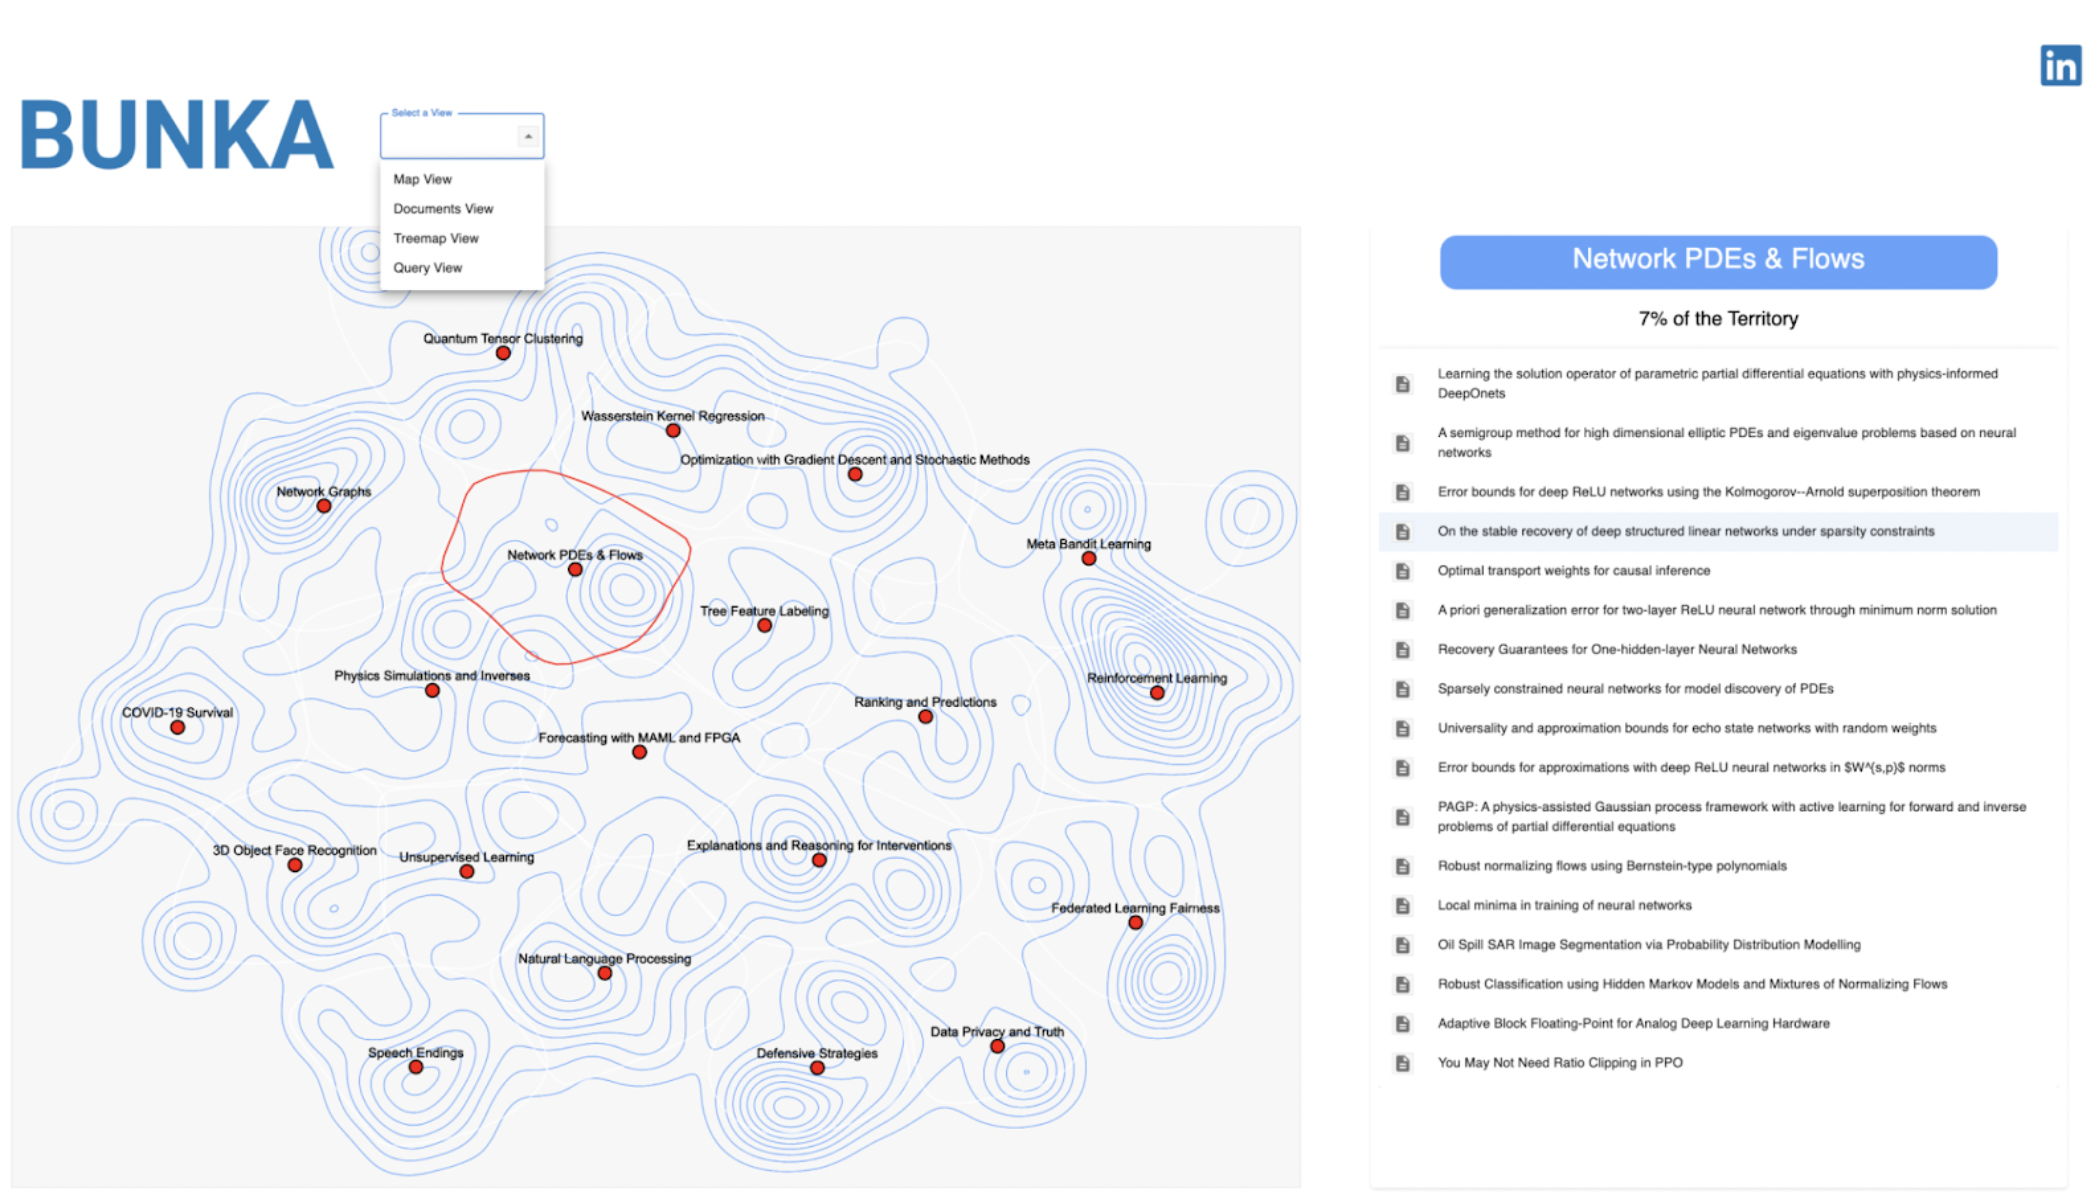 in
BUNKA
Select a View
Map View
Documents View
Treemap View
Query View
Quantum Tensor Clustering
Wasserstein Kernel Regression
Optimization with Gradient Descent and Stochastic Methods
Network Graphs
Meta Bandit Learning
Network PDEs & Flows
Tree Feature Labeling
Physics Simulations and Inverses
Reinforcement Learning
Ranking and Predictions
COVID-19 Survival
Forecasting with MAML and FPGA
Explanations and Reasoning for Interventions
3D Object Face Recognition
Unsupervised Learning
Federated Learning Fairness
Natural Language Processing
Data Privacy and Truth
Speech Endings
Defensive Strategies
Network PDEs & Flows
7% of the Territory
Learning the solution operator of parametric partial differential equations with physics-informed
DeepOnets
A semigroup method for high dimensional elliptic PDEs and eigenvalue problems based on neural
networks
Error bounds for deep ReLU networks using the Kolmogorov--Arnold superposition theorem
On the stable recovery of deep structured linear networks under sparsity constraints
Optimal transport weights for causal inference
A priori generalization error for two-layer ReLU neural network through minimum norm solution
Recovery Guarantees for One-hidden-layer Neural Networks
Sparsely constrained neural networks for model discovery of PDEs
Universality and approximation bounds for echo state networks with random weights
Error bounds for approximations with deep ReLU neural networks in $W^{s,p}$ norms
PAGP: A physics-assisted Gaussian process framework with active learning for forward and inverse
problems of partial differential equations
Robust normalizing flows using Bernstein-type polynomials
Local minima in training of neural networks
Oil Spill SAR Image Segmentation via Probability Distribution Modelling
Robust Classification using Hidden Markov Models and Mixtures of Normalizing Flows
Adaptive Block Floating-Point for Analog Deep Learning Hardware
You May Not Need Ratio Clipping in PPO